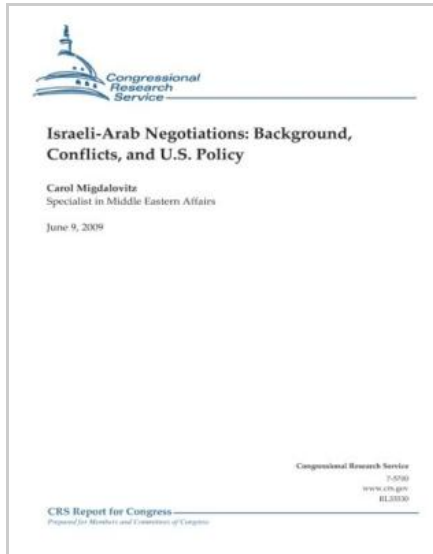 Congressional
Research
Service
Israeli-Arab Negotiations: Background,
Conflicts, and U.S. Policy
Carol Migdalovitz
Specialist in Middle Eastern Affairs
June 9, 2009
Congressional Research Service
7-5700
www.crs.gov
RL33530
CRS Report for Congress
Prepared for Members and Committees of Congress